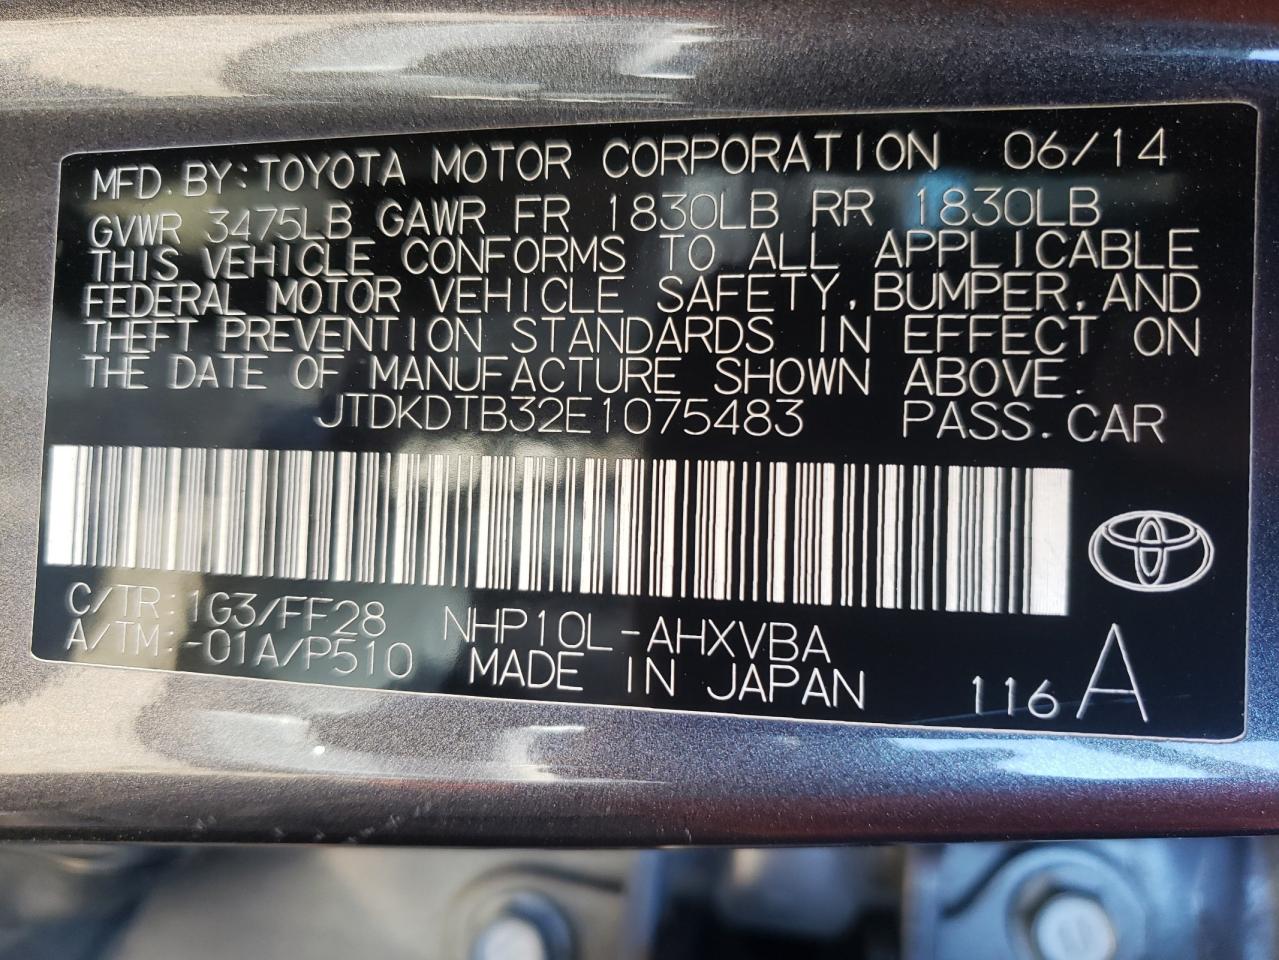 MFD. BY: TOYOTA MOTOR CORPORATION 06/14
GVWR 3475LB GAWR FR 1830LB RR 1830LB
THIS VEHICLE CONFORMS TO ALL APPLICABLE
FEDERAL MOTOR VEHICLE SAFETY, BUMPER, AND
THEFT PREVENTION STANDARDS IN EFFECT ON
THE DATE OF MANUFACTURE SHOWN ABOVE.
JTDKDTB32E1075483 PASS. CAR
C/TR: 1G3/FF28 NHP10L-AHXVBA
A/TM: -01A/P510 MADE IN JAPAN
116 A